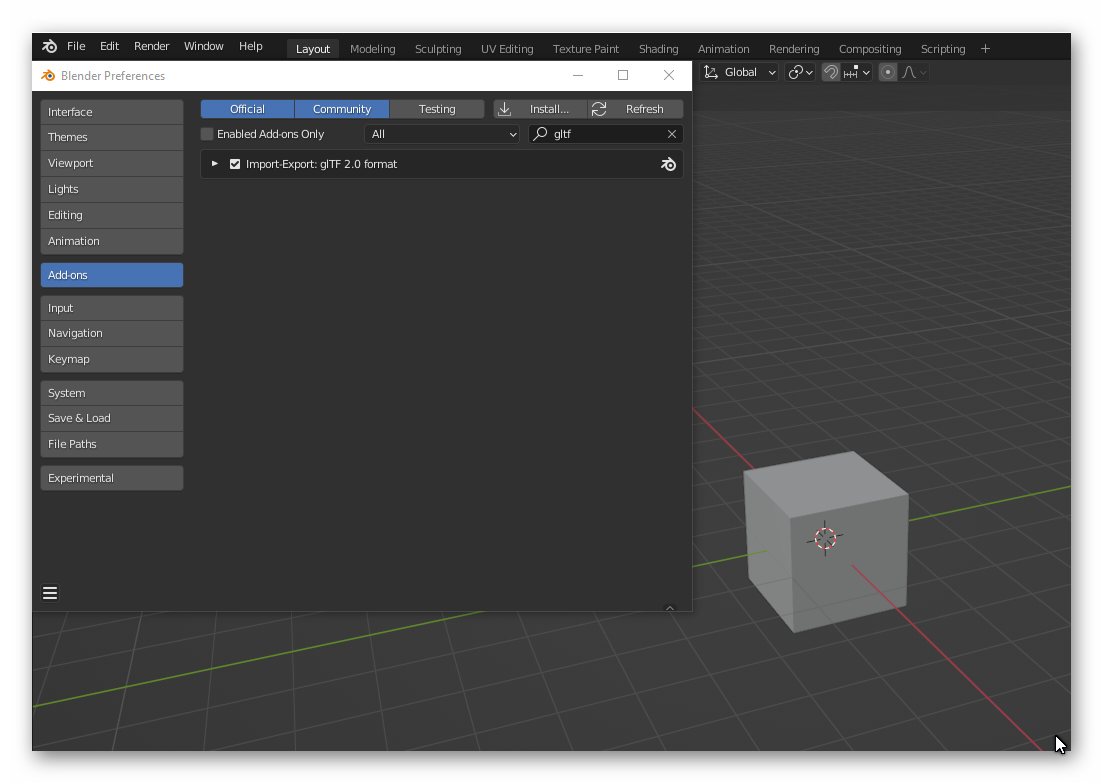 File Edit Render Window Help Layout Modeling Sculpting UV Editing Texture Paint Shading Animation Rendering Compositing Scripting +
Blender Preferences
Global
Interface
Themes
Viewport
Lights
Editing
Animation
Add-ons
Input
Navigation
Keymap
System
Save & Load
File Paths
Experimental
Official Community Testing Install... Refresh
Enabled Add-ons Only All gltf
Import-Export: glTF 2.0 format